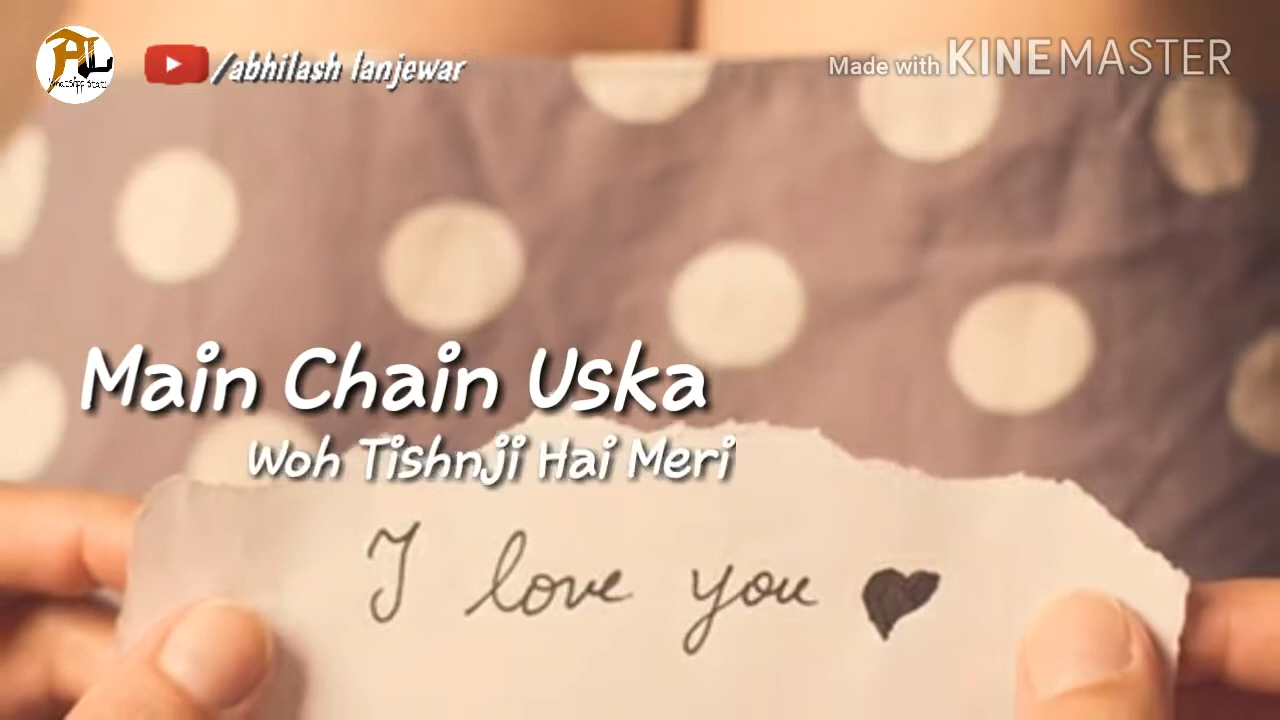 /abhilash lanjewar
Made with KINEMASTER
Main Chain Uska
Woh Tishnji Hai Meri
I love you